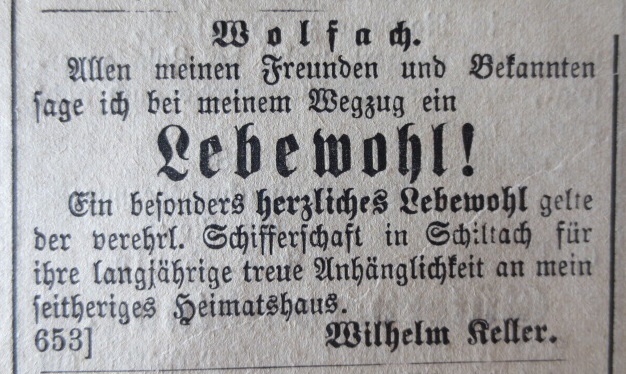 Wolfach.
Allen meinen Freunden und Bekannten
sage ich bei meinem Wegzug ein
Lebewohl!
Ein besonders herzliches Lebewohl gelte
der verehrl. Schifferschaft in Schiltach für
ihre langjährige treue Anhänglichkeit an mein
seitheriges Heimatshaus.
653] Wilhelm Keller.